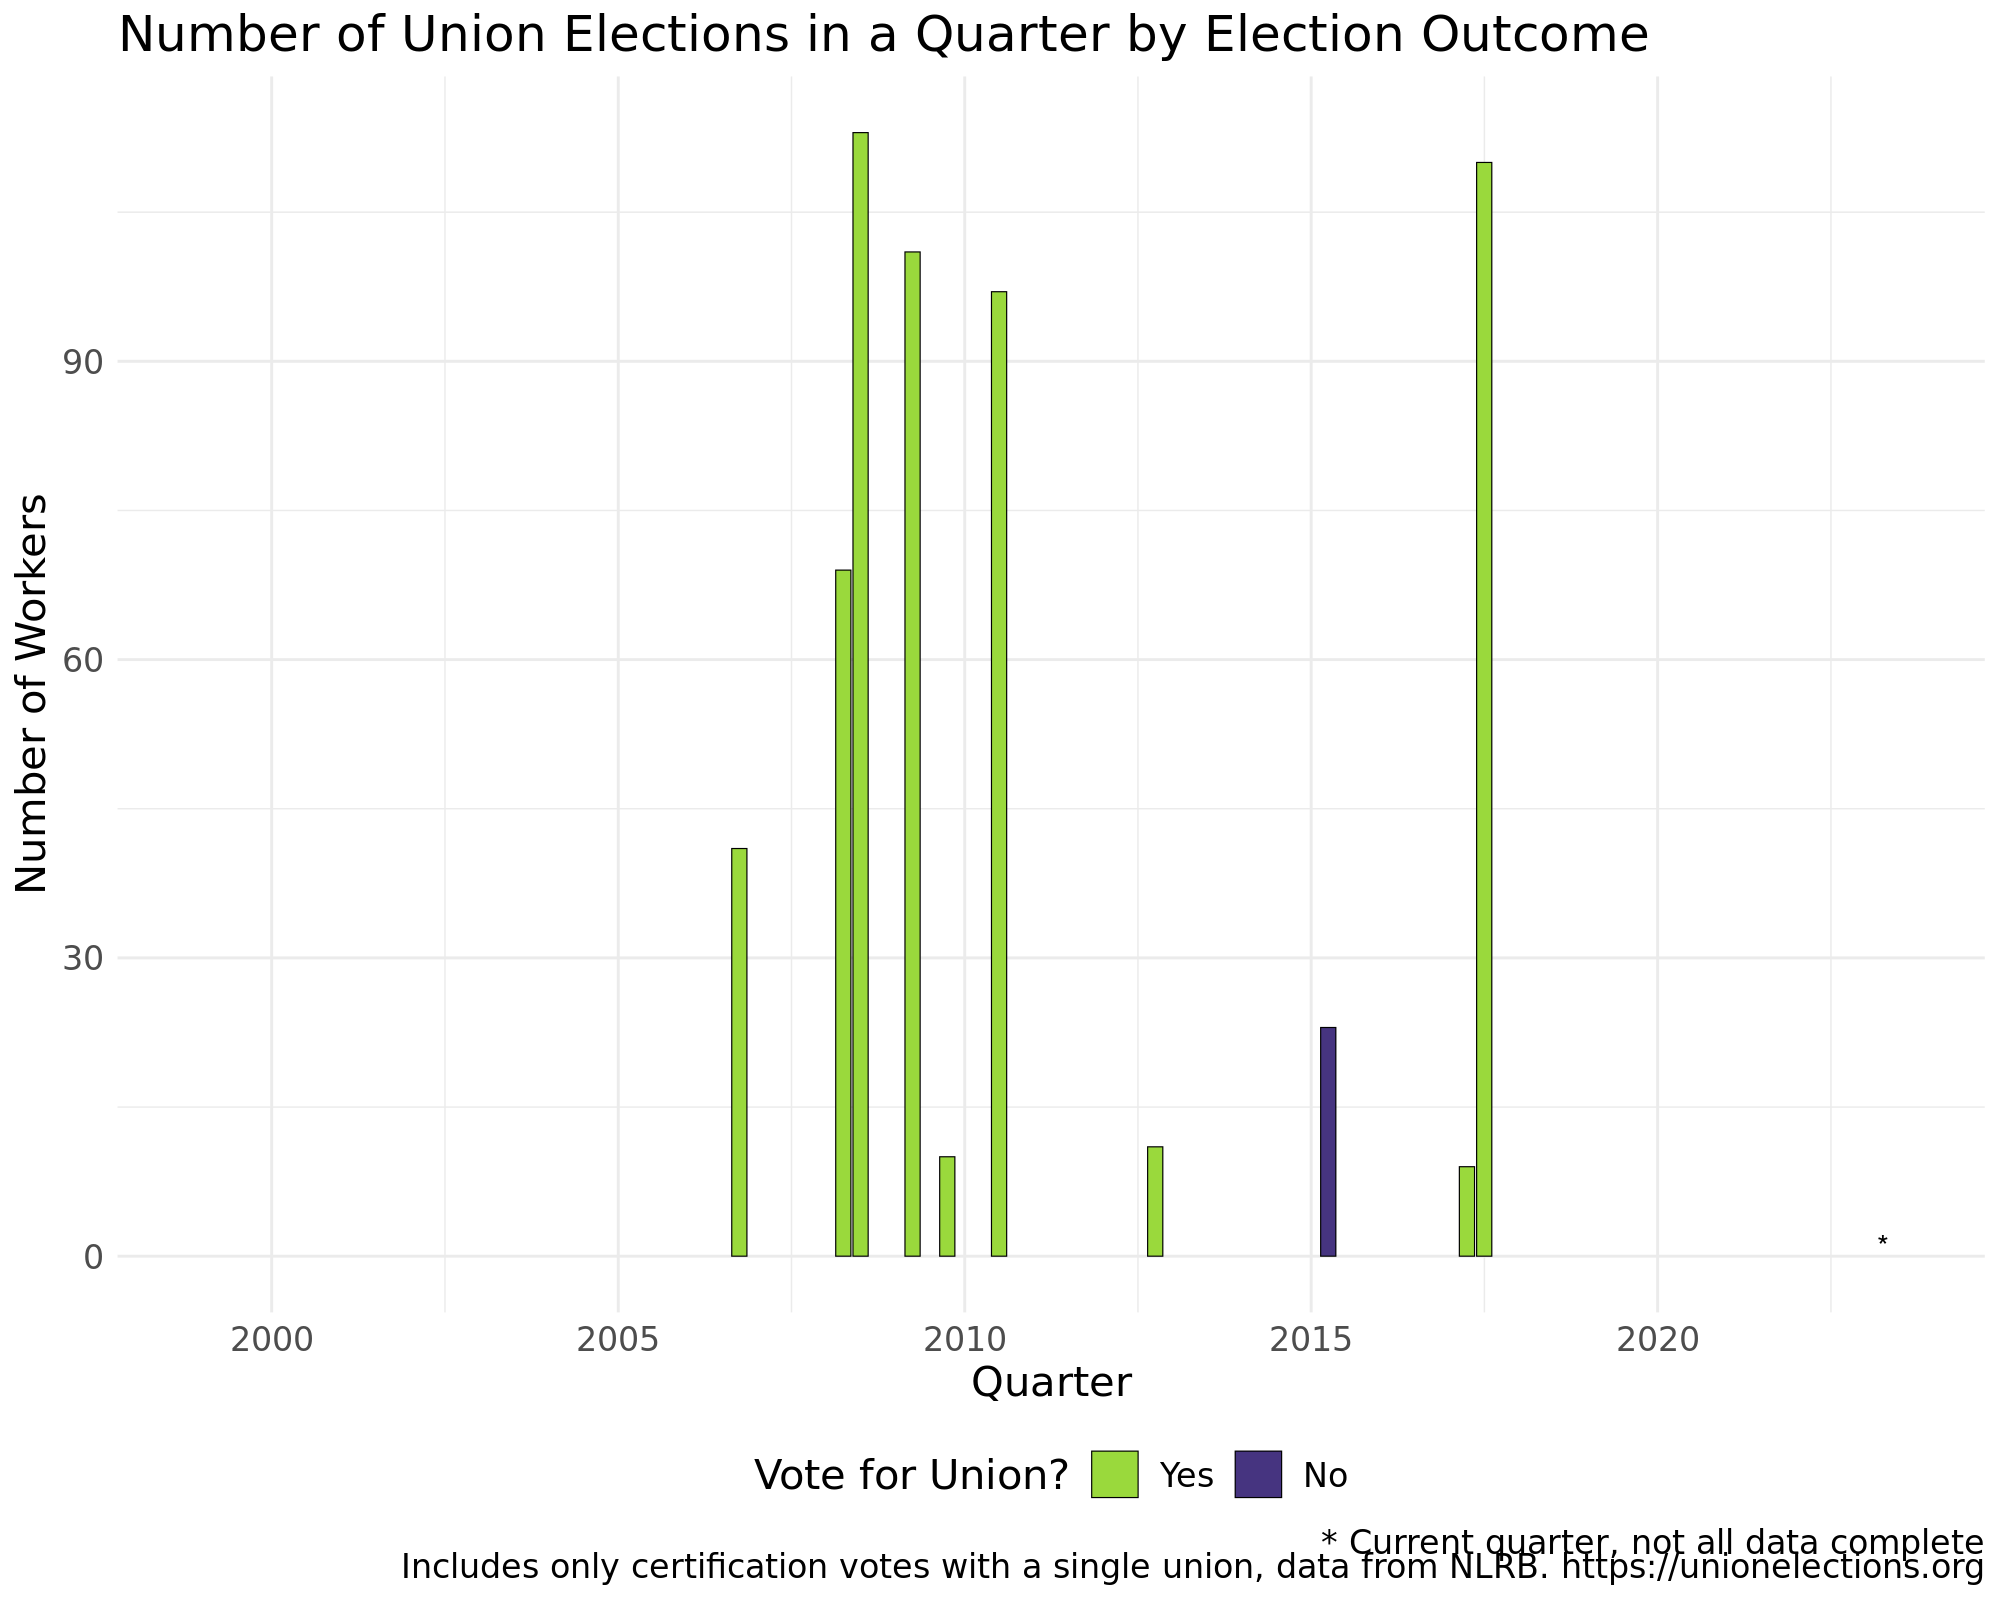 Number of Union Elections in a Quarter by Election Outcome
Number of Workers
90
60
30
0
*
2000 2005 2010 2015 2020
Quarter
Vote for Union? Yes No
* Current quarter, not all data complete
Includes only certification votes with a single union, data from NLRB. https://unionelections.org